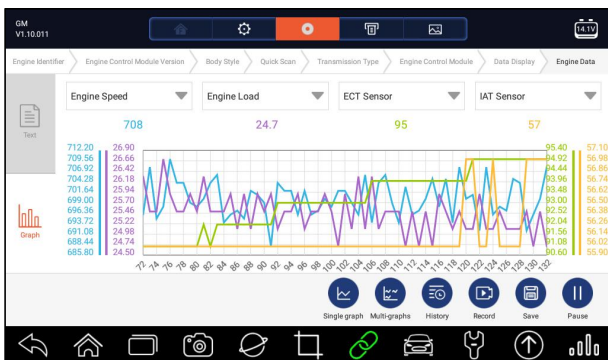 GM
V1.10.011
14.1V
Engine Identifier Engine Control Module Version Body Style Quick Scan Transmission Type Engine Control Module Data Display Engine Data
Text
Graph
Engine Speed Engine Load ECT Sensor IAT Sensor
708 24.7 95 57
712.20 26.90 95.40 57.10
709.56 26.66 94.92 56.98
706.92 26.42 94.44 56.86
704.28 26.18 93.96 56.74
701.64 25.94 93.48 56.62
699.00 25.70 93.00 56.50
696.36 25.46 92.52 56.38
693.72 25.22 92.04 56.26
691.08 24.98 91.56 56.14
688.44 24.74 91.08 56.02
685.80 24.50 90.60 55.90
72 74 76 78 80 82 84 86 88 90 92 94 96 98 100 102 104 106 108 110 112 114 116 118 120 122 124 126 128 130 132
Single graph Multi-graphs History Record Save Pause